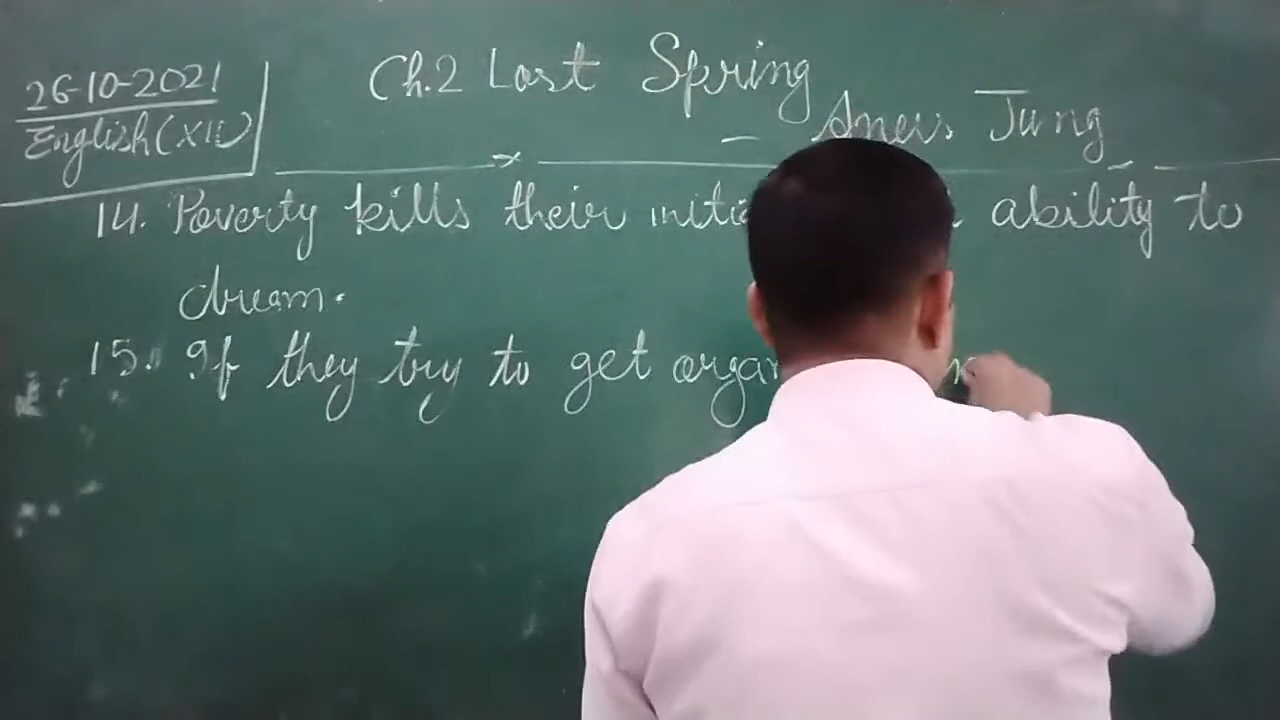 26-10-2021
English (XII)
Ch.2 Lost Spring
- Anees Jung
14. Poverty kills their ability to
dream.
15. If they try to get